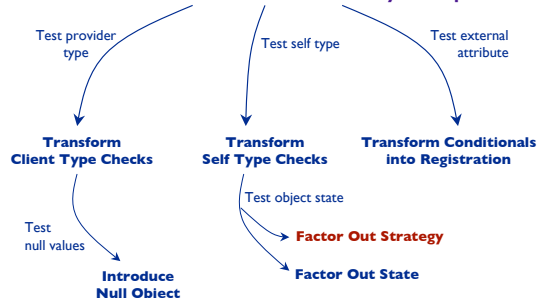 Test provider
type
Test self type
Test external
attribute
Transform
Client Type Checks
Transform
Self Type Checks
Transform Conditionals
into Registration
Test object state
Test
null values
Factor Out Strategy
Introduce
Null Object
Factor Out State